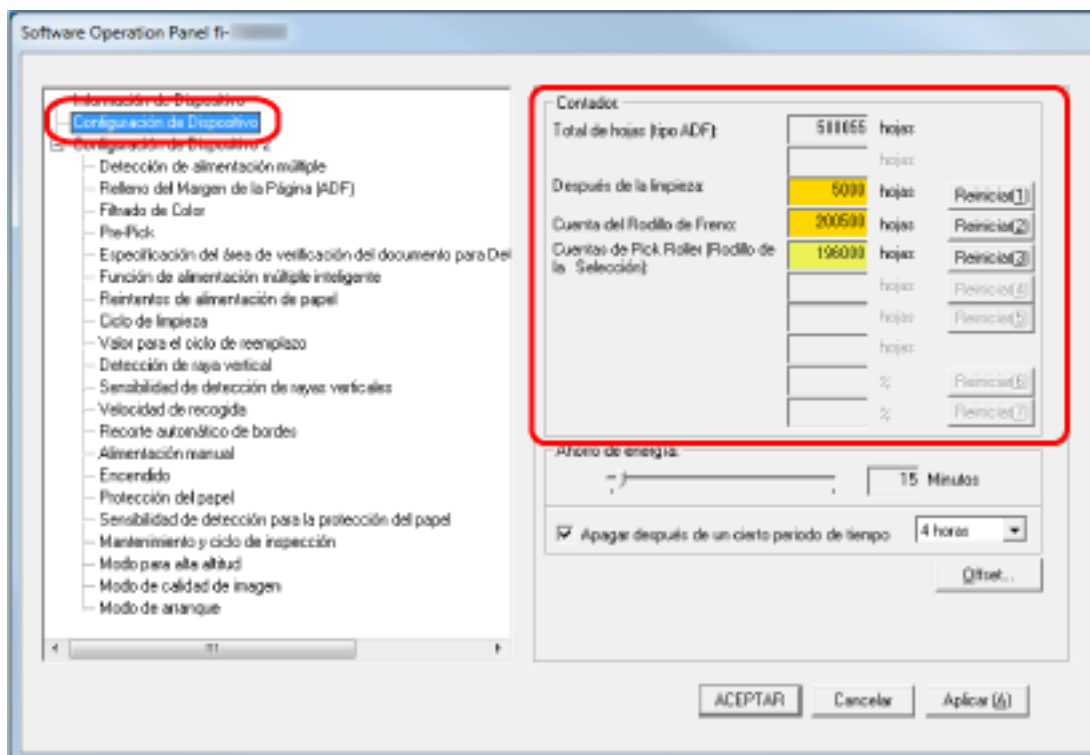 Software Operation Panel fi-
Información de Dispositivo
Configuración de Dispositivo
Configuración de Dispositivo 2
Detección de alimentación múltiple
Relleno del Margen de la Página (ADF)
Filtrado de Color
Pre-Pick
Especificación del área de verificación del documento para Det
Función de alimentación múltiple inteligente
Reintentos de alimentación de papel
Ciclo de limpieza
Valor para el ciclo de reemplazo
Detección de raya vertical
Sensibilidad de detección de rayas verticales
Velocidad de recogida
Recorte automático de bordes
Alimentación manual
Encendido
Protección del papel
Sensibilidad de detección para la protección del papel
Mantenimiento y ciclo de inspección
Modo para alta altitud
Modo de calidad de imagen
Modo de arranque
Contador
Total de hojas (tipo ADF): hojas
hojas
Después de la limpieza: 5000 hojas Reiniciar(1)
Cuenta del Rodillo de Freno: 200500 hojas Reiniciar(2)
Cuentas de Pick Roller (Rodillo de la Selección): 196000 hojas Reiniciar(3)
hojas Reiniciar(4)
hojas Reiniciar(5)
hojas
% Reiniciar(6)
% Reiniciar(7)
Ahorro de energía:
15 Minutos
Apagar después de un cierto periodo de tiempo 4 horas
Offset...
ACEPTAR Cancelar Aplicar (A)